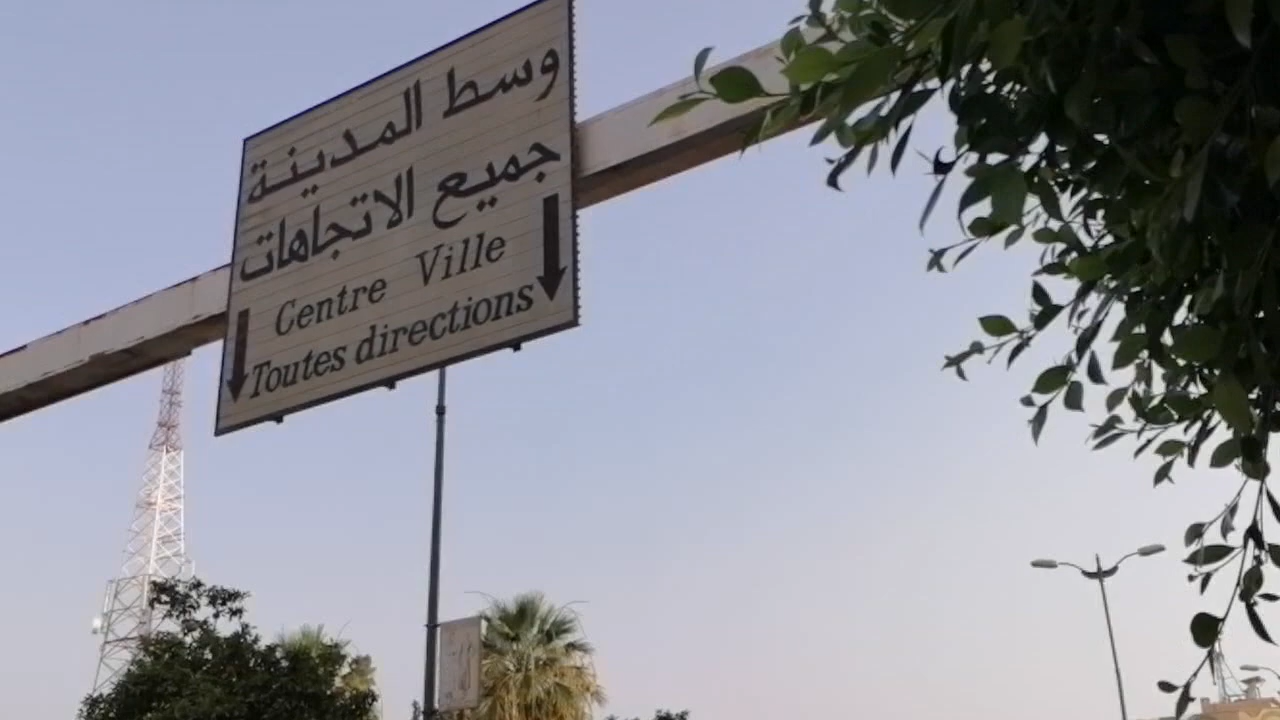 وسط المدينة
جميع الاتجاهات
Centre Ville
Toutes directions